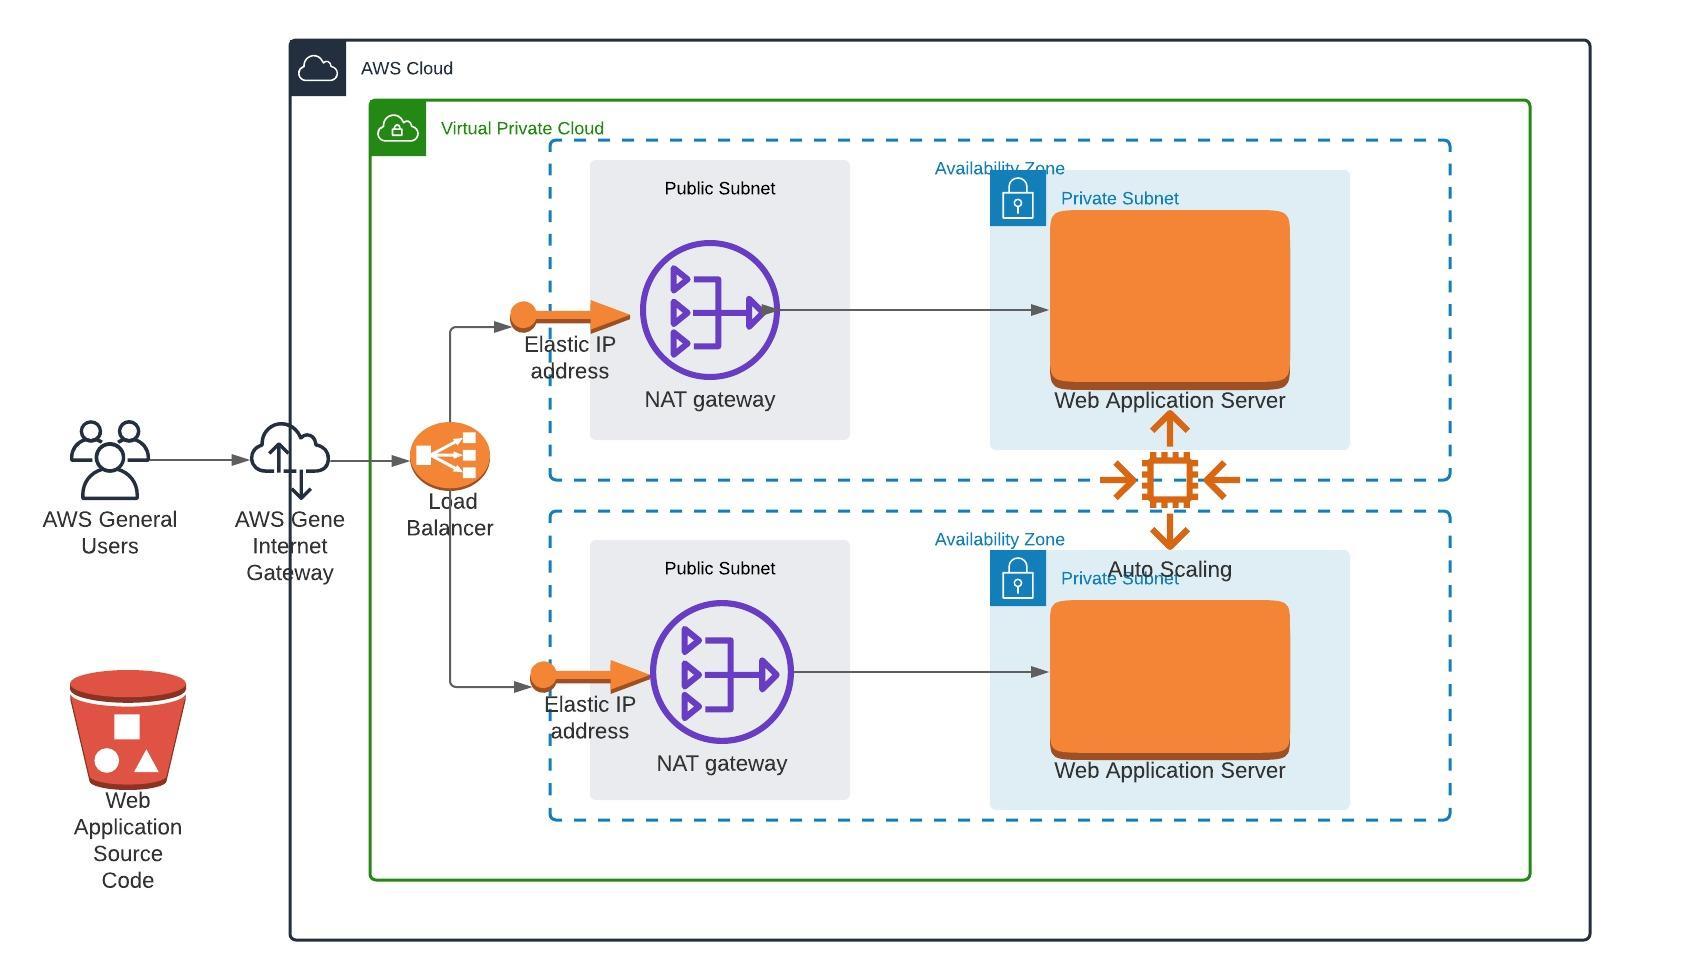 AWS Cloud
Virtual Private Cloud
Availability Zone
Public Subnet
Private Subnet
Elastic IP
address
NAT gateway
Web Application Server
AWS General
Users
AWS Gene
Internet
Gateway
Load
Balancer
Availability Zone
Public Subnet
Auto Scaling
Private Subnet
Elastic IP
address
NAT gateway
Web Application Server
Web
Application
Source
Code